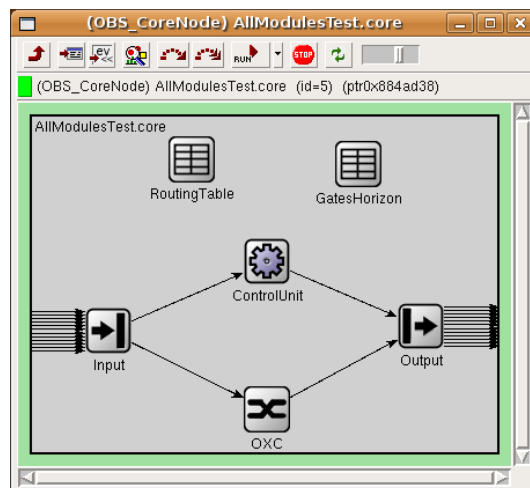 (OBS_CoreNode) AllModulesTest.core
ev
<<
RUN
STOP
(OBS_CoreNode) AllModulesTest.core (id=5) (ptr0x884ad38)
AllModulesTest.core
RoutingTable
GatesHorizon
ControlUnit
Input
Output
OXC